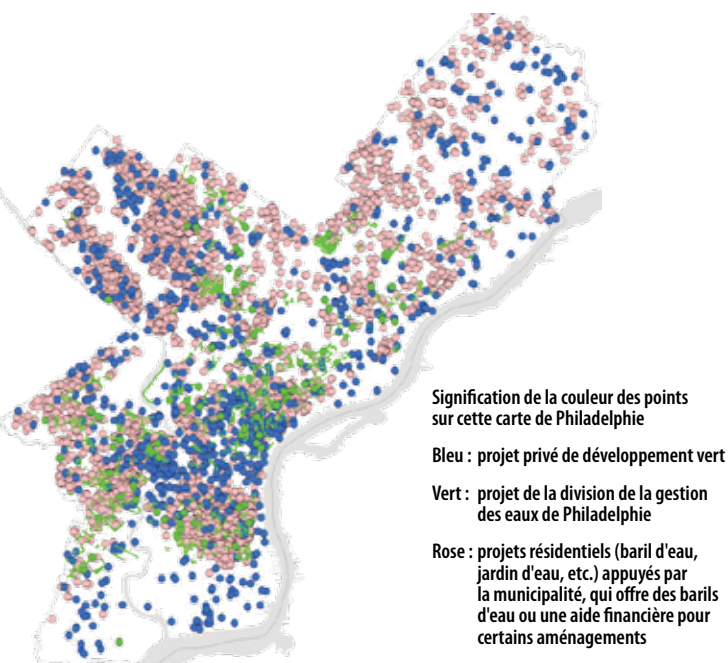 Signification de la couleur des points
sur cette carte de Philadelphie
Bleu : projet privé de développement vert
Vert : projet de la division de la gestion
des eaux de Philadelphie
Rose : projets résidentiels (baril d'eau,
jardin d'eau, etc.) appuyés par
la municipalité, qui offre des barils
d'eau ou une aide financière pour
certains aménagements